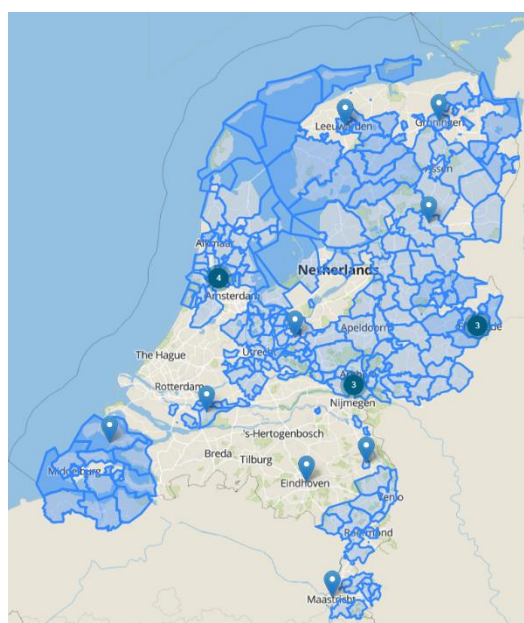 Leeuwarden
Groningen
Assen
Alkmaar
4
Netherlands
Amsterdam
3
Apeldoorn
The Hague
Utrecht
3
Rotterdam
Nijmegen
's-Hertogenbosch
Breda
Tilburg
Middelburg
Eindhoven
Venlo
Roermond
Maastricht